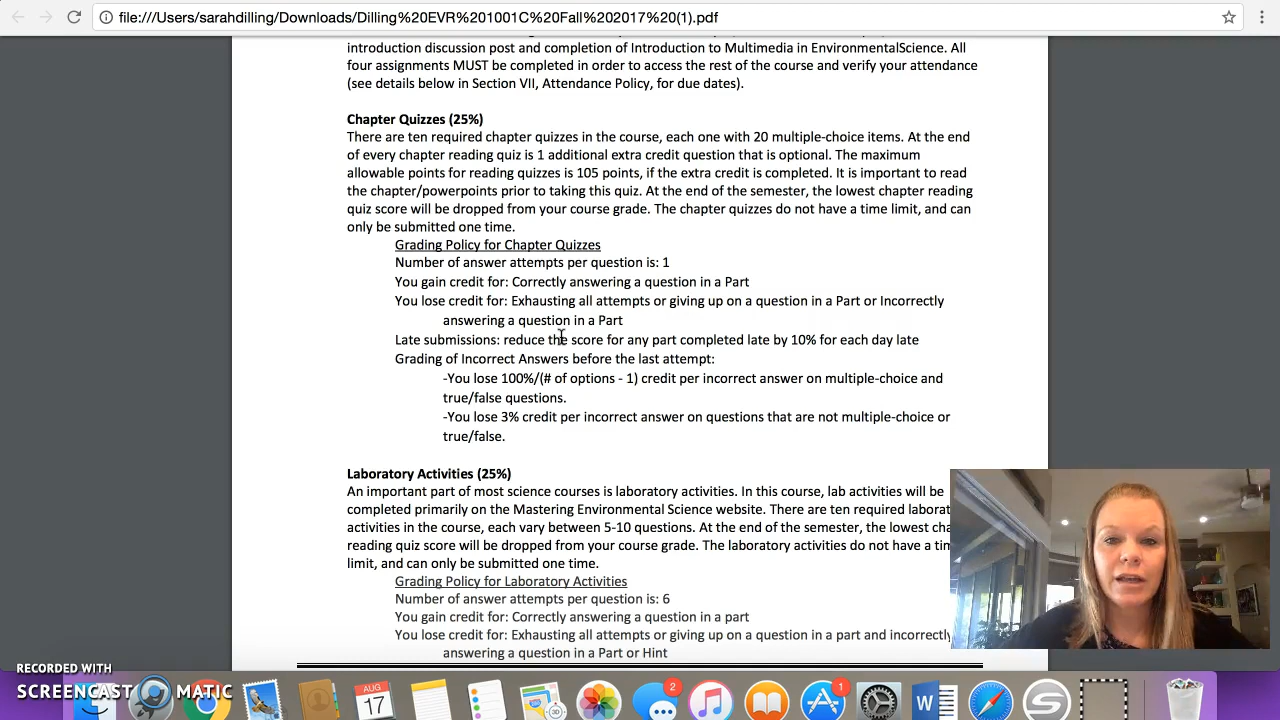 file:///Users/sarahdilling/Downloads/Dilling%20EVR%201001C%20Fall%202017%20(1).pdf
introduction discussion post and completion of Introduction to Multimedia in EnvironmentalScience. All
four assignments MUST be completed in order to access the rest of the course and verify your attendance
(see details below in Section VII, Attendance Policy, for due dates).
Chapter Quizzes (25%)
There are ten required chapter quizzes in the course, each one with 20 multiple-choice items. At the end
of every chapter reading quiz is 1 additional extra credit question that is optional. The maximum
allowable points for reading quizzes is 105 points, if the extra credit is completed. It is important to read
the chapter/powerpoints prior to taking this quiz. At the end of the semester, the lowest chapter reading
quiz score will be dropped from your course grade. The chapter quizzes do not have a time limit, and can
only be submitted one time.
Grading Policy for Chapter Quizzes
Number of answer attempts per question is: 1
You gain credit for: Correctly answering a question in a Part
You lose credit for: Exhausting all attempts or giving up on a question in a Part or Incorrectly
answering a question in a Part
Late submissions: reduce the score for any part completed late by 10% for each day late
Grading of Incorrect Answers before the last attempt:
-You lose 100%/(# of options - 1) credit per incorrect answer on multiple-choice and
true/false questions.
-You lose 3% credit per incorrect answer on questions that are not multiple-choice or
true/false.
Laboratory Activities (25%)
An important part of most science courses is laboratory activities. In this course, lab activities will be
completed primarily on the Mastering Environmental Science website. There are ten required laborat
activities in the course, each vary between 5-10 questions. At the end of the semester, the lowest cha
reading quiz score will be dropped from your course grade. The laboratory activities do not have a tim
limit, and can only be submitted one time.
Grading Policy for Laboratory Activities
Number of answer attempts per question is: 6
You gain credit for: Correctly answering a question in a part
You lose credit for: Exhausting all attempts or giving up on a question in a part and incorrectly
answering a question in a Part or Hint
RECORDED WITH
SCREENCAST MATIC
AUG
17
3D
2
1
W
S